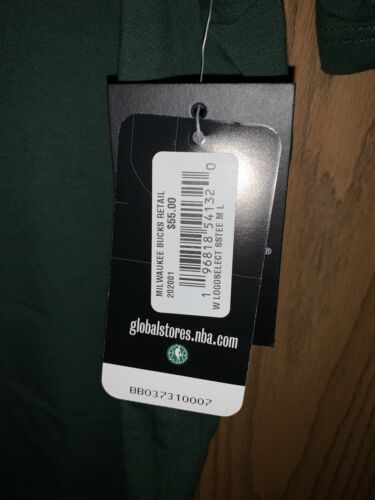 MILWAUKEE BUCKS RETAIL
$55.00
202001
1 96818 54132 0
W LOGOSELECT SSTEE M L
globalstores.nba.com
BB037310007